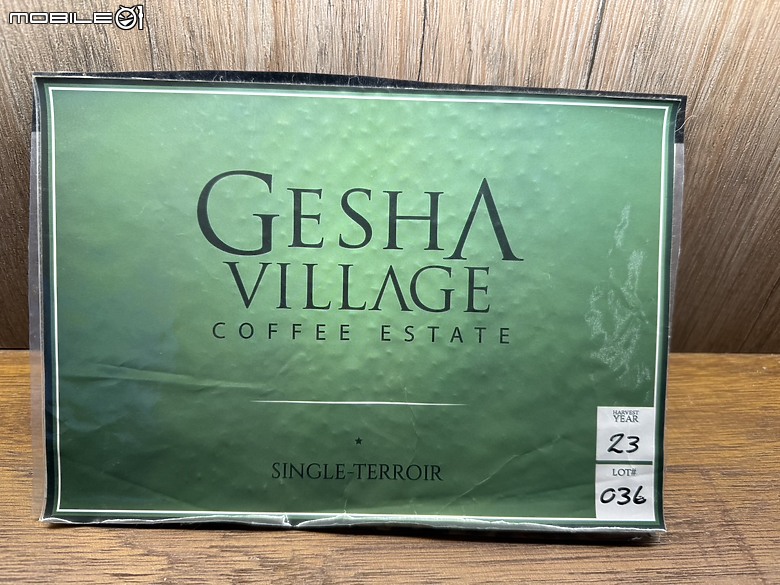 MOBILE01
GESHA
VILLAGE
COFFEE ESTATE
SINGLE-TERROIR
HARVEST
YEAR
23
LOT#
036